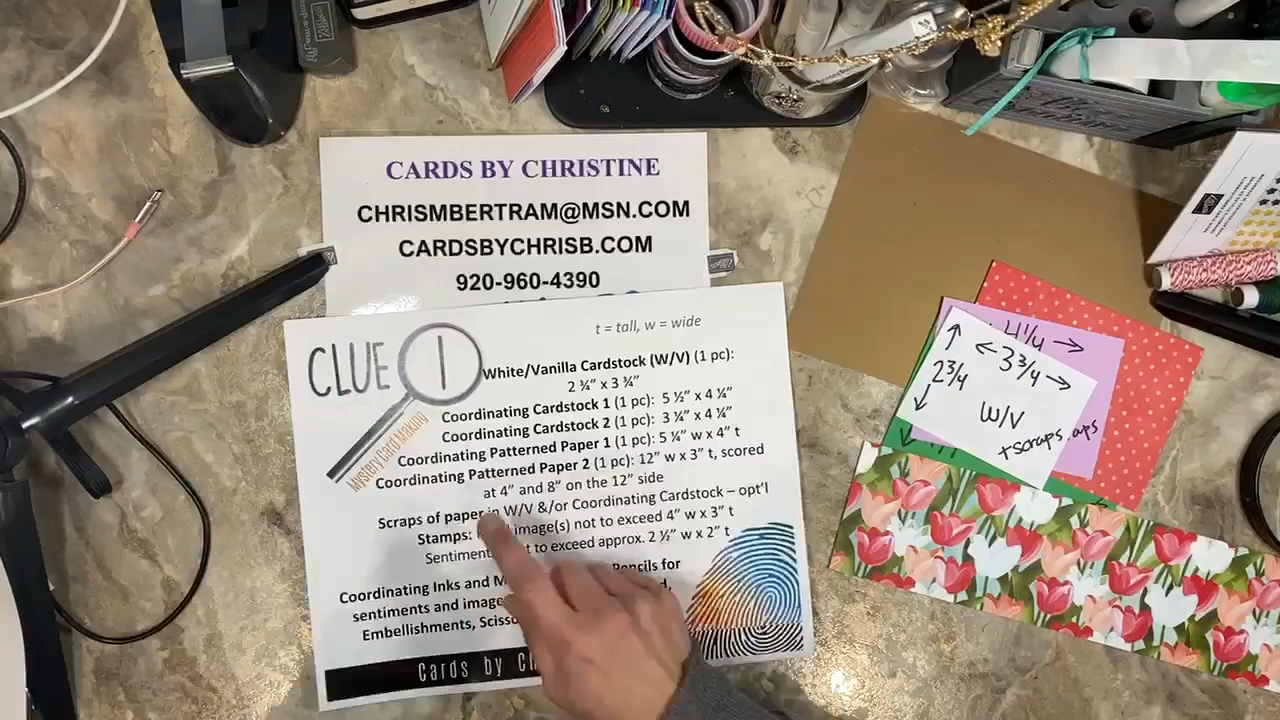 CARDS BY CHRISTINE
CHRISMBERTRAM@MSN.COM
CARDSBYCHRISB.COM
920-960-4390
CLUE 1
Mystery Card Making
t = tall, w = wide
White/Vanilla Cardstock (W/V) (1 pc):
2 ¾” x 3 ¾”
Coordinating Cardstock 1 (1 pc): 5 ½” x 4 ¼”
Coordinating Cardstock 2 (1 pc): 3 ¼” x 4 ¼”
Coordinating Patterned Paper 1 (1 pc): 5 ¼” w x 4” t
Coordinating Patterned Paper 2 (1 pc): 12” w x 3” t, scored
at 4” and 8” on the 12” side
Scraps of paper in W/V &/or Coordinating Cardstock – opt’l
Stamps: image(s) not to exceed 4” w x 3” t
Sentiment to exceed approx. 2 ½” w x 2” t
Coordinating Inks and Pencils for
sentiments and image
Embellishments,
Cards by
4 1/4
3 3/4
2 3/4
W/V
+scraps